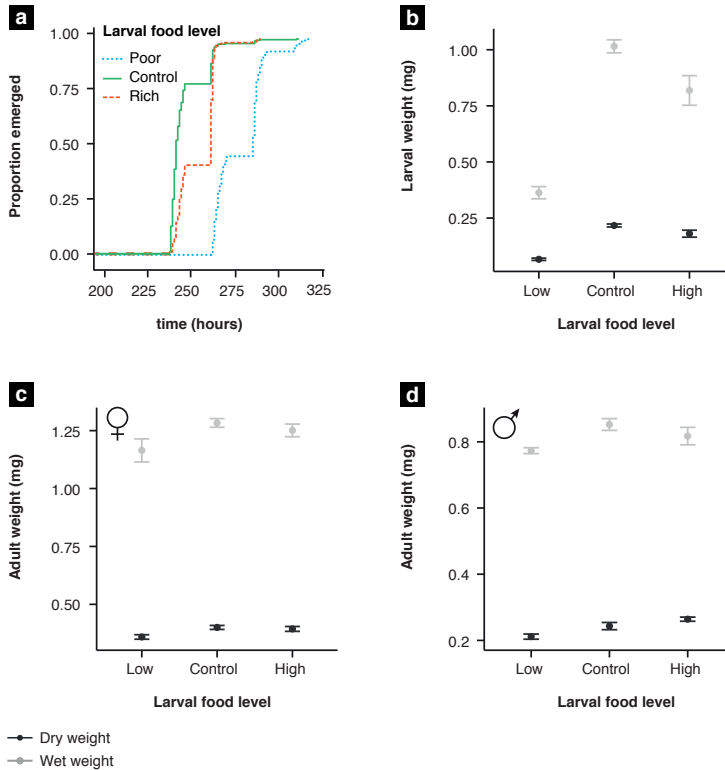 a
Larval food level
Poor
Control
Rich
Proportion emerged
1.00
0.75
0.50
0.25
0.00
200 225 250 275 300 325
time (hours)
b
Larval weight (mg)
1.00
0.75
0.50
0.25
Low Control High
Larval food level
c
Adult weight (mg)
1.25
1.00
0.75
0.50
Low Control High
Larval food level
d
Adult weight (mg)
0.8
0.6
0.4
0.2
Low Control High
Larval food level
Dry weight
Wet weight